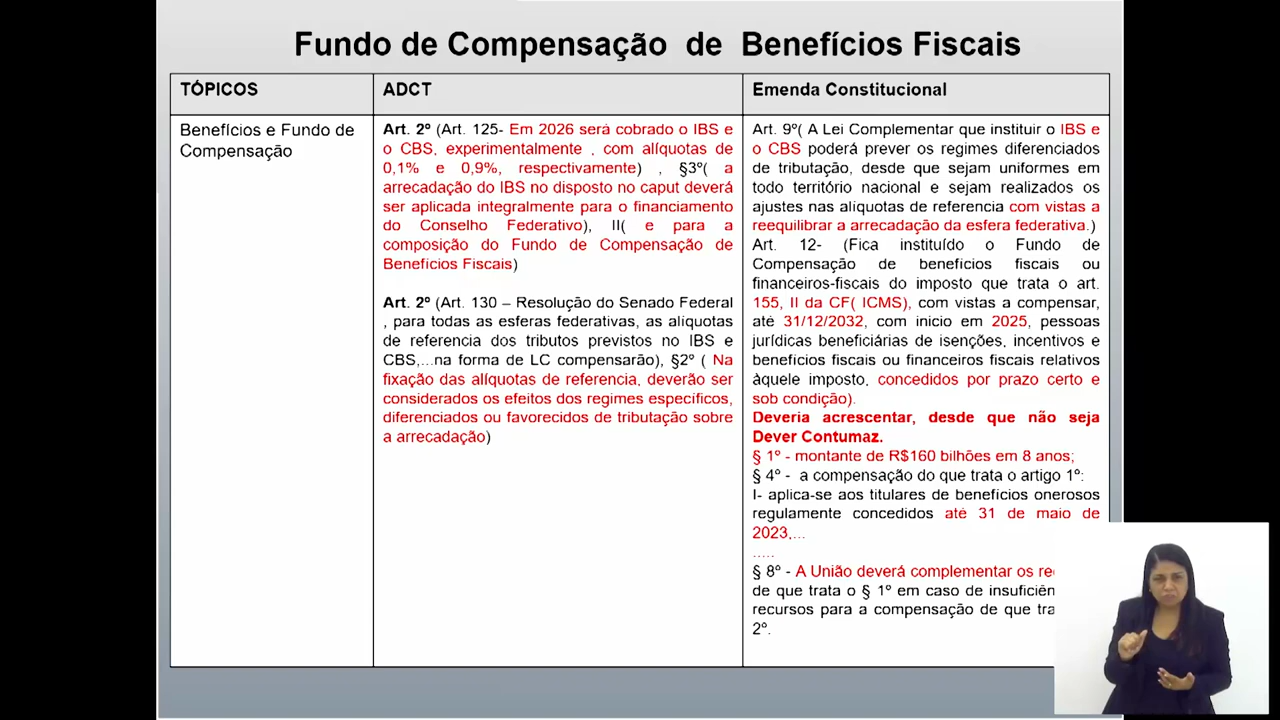 Fundo de Compensação de Benefícios Fiscais
TÓPICOS
ADCT
Emenda Constitucional
Benefícios e Fundo de
Compensação
Art. 2º (Art. 125- Em 2026 será cobrado o IBS e
o CBS, experimentalmente , com alíquotas de
0,1% e 0,9%, respectivamente) , §3º( a
arrecadação do IBS no disposto no caput deverá
ser aplicada integralmente para o financiamento
do Conselho Federativo), II( e para a
composição do Fundo de Compensação de
Benefícios Fiscais)
Art. 2º (Art. 130 – Resolução do Senado Federal
, para todas as esferas federativas, as alíquotas
de referencia dos tributos previstos no IBS e
CBS,...na forma de LC compensarão), §2º ( Na
fixação das alíquotas de referencia, deverão ser
considerados os efeitos dos regimes específicos,
diferenciados ou favorecidos de tributação sobre
a arrecadação)
Art. 9º( A Lei Complementar que instituir o IBS e
o CBS poderá prever os regimes diferenciados
de tributação, desde que sejam uniformes em
todo território nacional e sejam realizados os
ajustes nas alíquotas de referencia com vistas a
reequilibrar a arrecadação da esfera federativa.)
Art. 12- (Fica instituído o Fundo de
Compensação de benefícios fiscais ou
financeiros-fiscais do imposto que trata o art.
155, II da CF( ICMS), com vistas a compensar,
até 31/12/2032, com inicio em 2025, pessoas
jurídicas beneficiárias de isenções, incentivos e
benefícios fiscais ou financeiros fiscais relativos
àquele imposto, concedidos por prazo certo e
sob condição).
Deveria acrescentar, desde que não seja
Dever Contumaz.
§ 1º - montante de R$160 bilhões em 8 anos;
§ 4º - a compensação do que trata o artigo 1º:
I- aplica-se aos titulares de benefícios onerosos
regulamente concedidos até 31 de maio de
2023,...
.....
§ 8º - A União deverá complementar os
de que trata o § 1º em caso de
recursos para a compensação de que
2º.